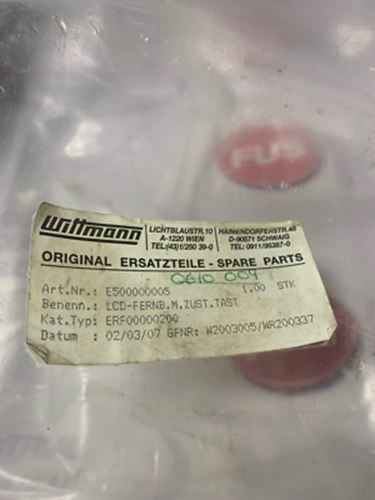 FUS
Wittmann
LICHTBLAUSTR.10
A-1220 WIEN
TEL:(43)1/250 39-0
HAIMENDORFERSTR.48
D-90571 SCHWAIG
TEL: 0911/95387-0
ORIGINAL ERSATZTEILE - SPARE PARTS
0610 004
Art.Nr.: E500000005 1.00 STK
Benenn.: LCD-FERNB.M.ZUST.TAST
Kat.Typ: ERF00000200
Datum : 02/03/07 GFNR: W2003005/WR200337